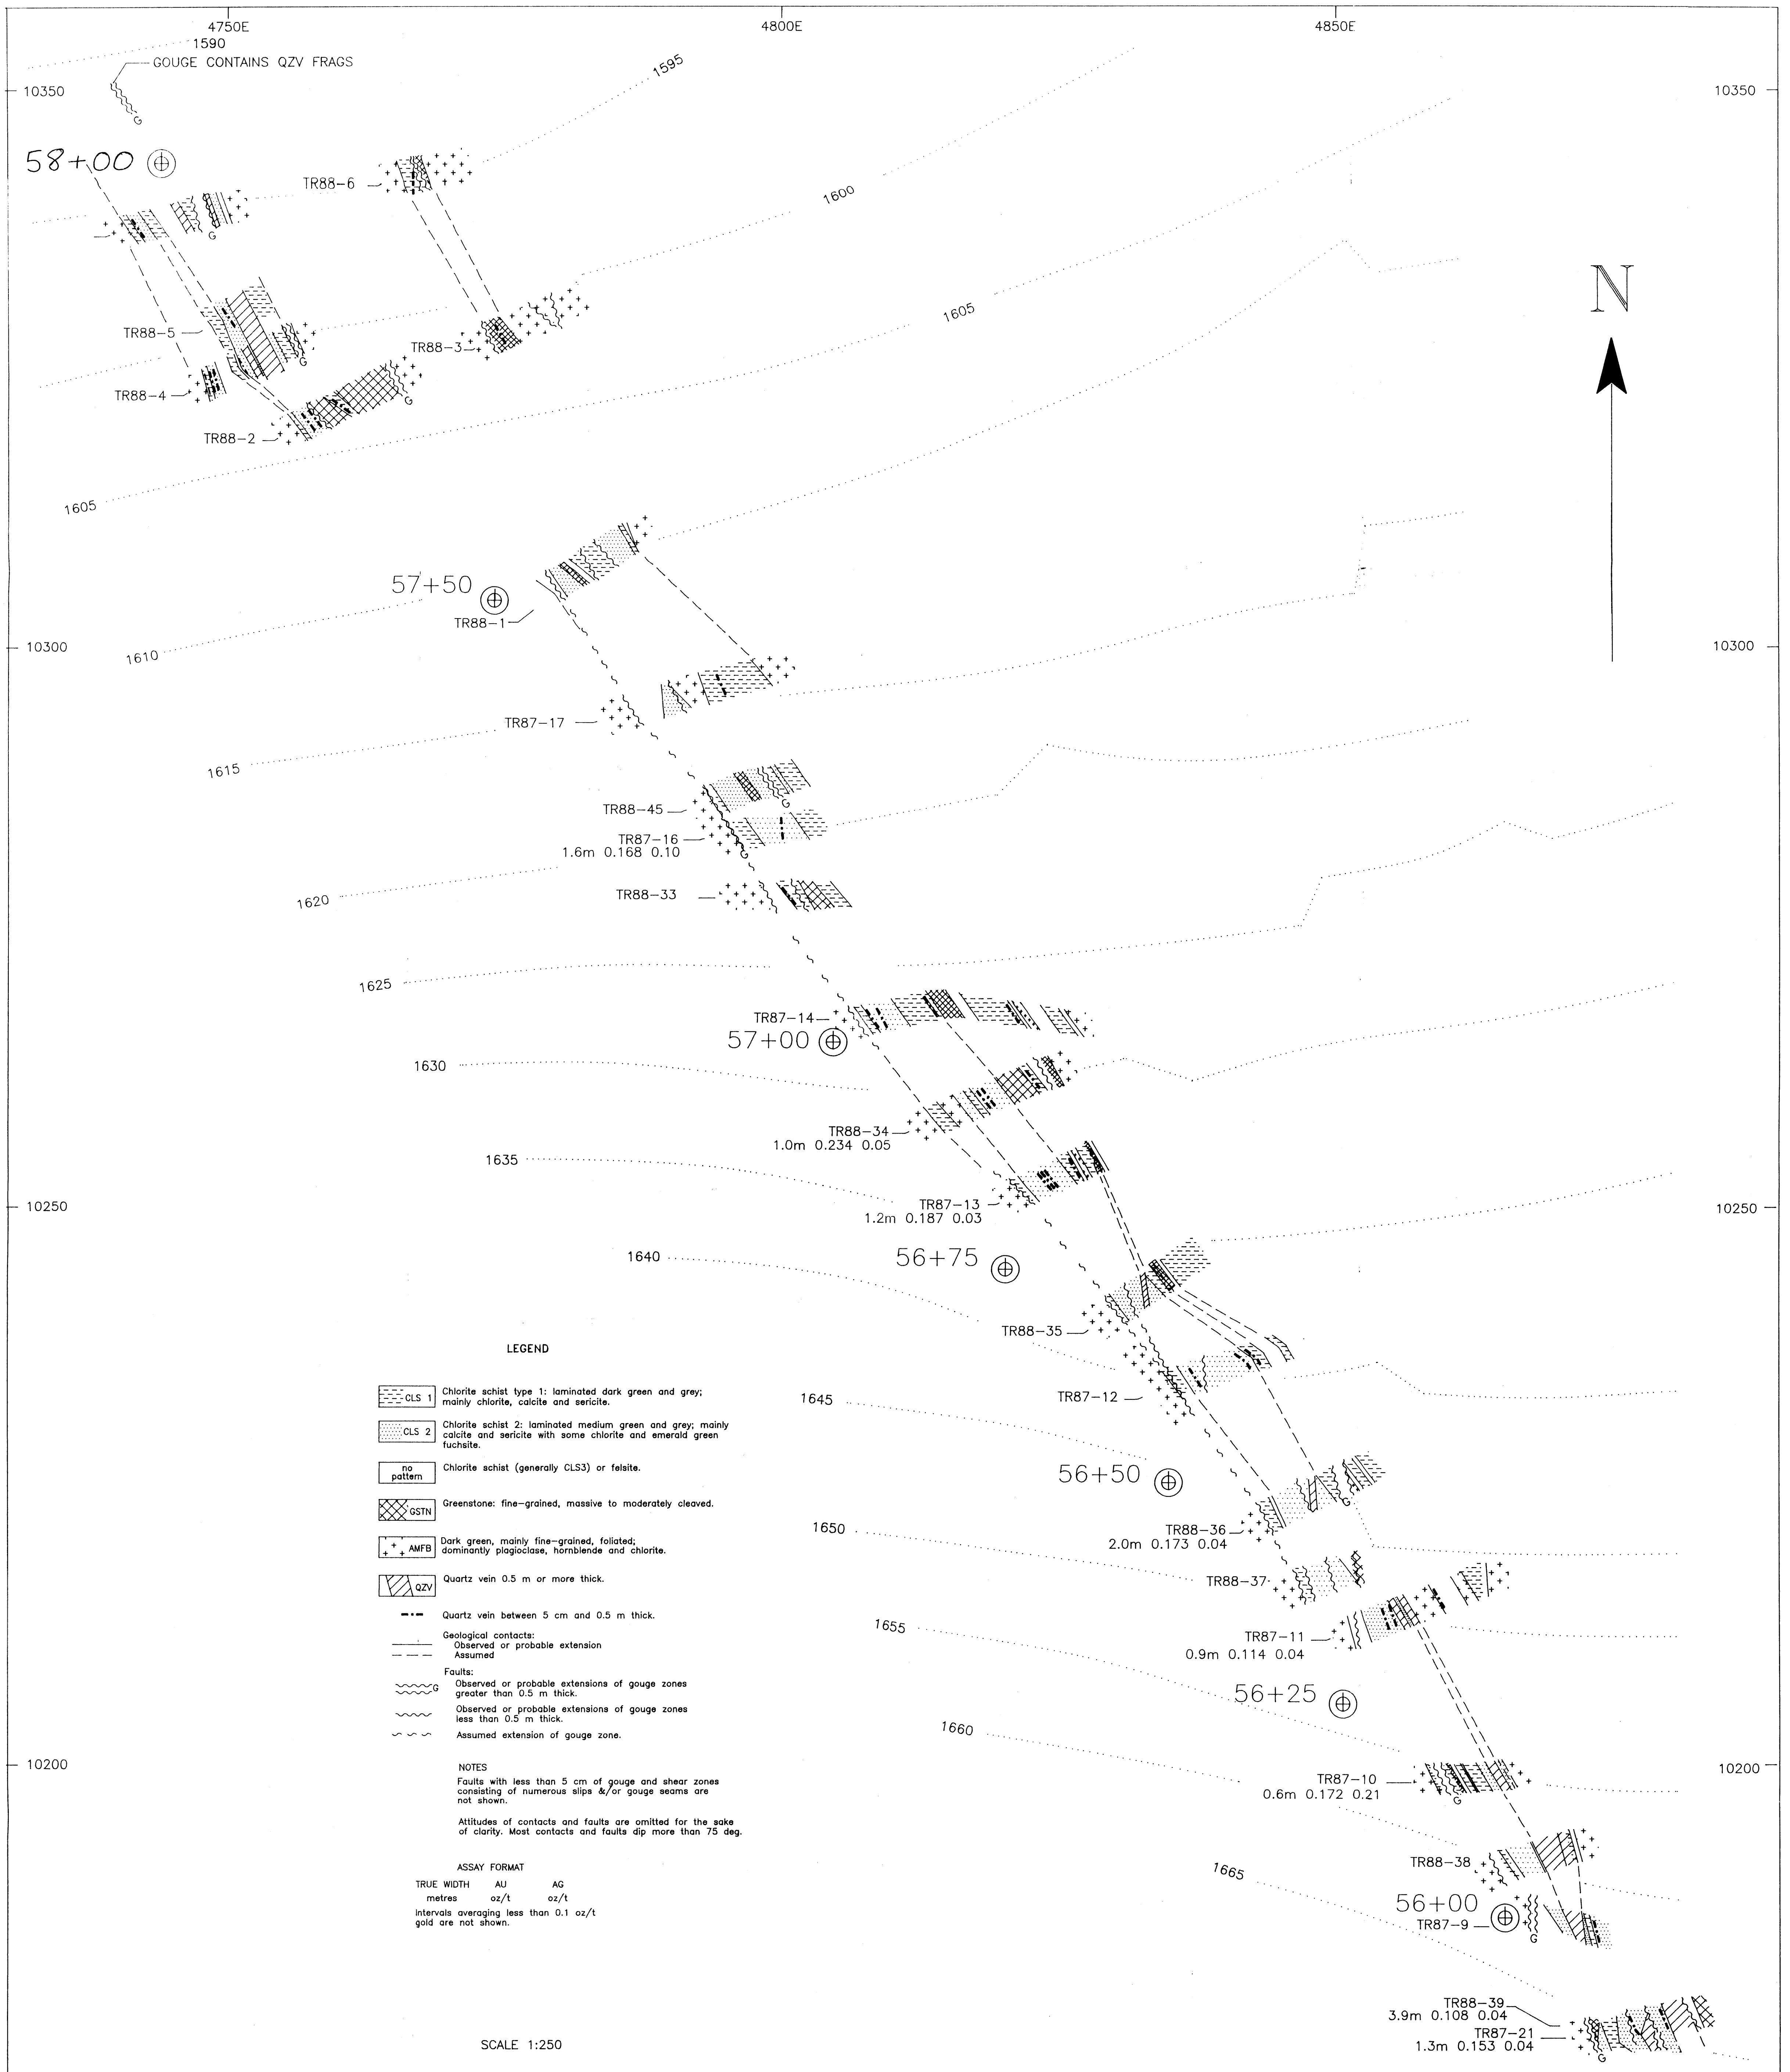 4750E
4800E
4850E
1590
GOUGE CONTAINS QZV FRAGS
1595
10350
10350
G
58+00
TR88-6
1600
N
G
1605
TR88-5
TR88-3
G
TR88-4
G
TR88-2
1605
57+50
TR88-1
10300
10300
1610
TR87-17
1615
TR88-45
G
TR87-16
1.6m 0.168 0.10
G
TR88-33
1620
1625
TR87-14
57+00
1630
TR88-34
1.0m 0.234 0.05
1635
TR87-13
1.2m 0.187 0.03
10250
10250
1640
56+75
TR88-35
LEGEND
CLS 1
Chlorite schist type 1: laminated dark green and grey;
mainly chlorite, calcite and sericite.
TR87-12
1645
CLS 2
Chlorite schist 2: laminated medium green and grey; mainly
calcite and sericite with some chlorite and emerald green
fuchsite.
no
pattern
Chlorite schist (generally CLS3) or felsite.
56+50
G
GSTN
Greenstone: fine-grained, massive to moderately cleaved.
1650
TR88-36
2.0m 0.173 0.04
AMFB
Dark green, mainly fine-grained, foliated;
dominantly plagioclase, hornblende and chlorite.
QZV
Quartz vein 0.5 m or more thick.
TR88-37
Quartz vein between 5 cm and 0.5 m thick.
1655
TR87-11
0.9m 0.114 0.04
Geological contacts:
Observed or probable extension
Assumed
Faults:
G
Observed or probable extensions of gouge zones
greater than 0.5 m thick.
56+25
Observed or probable extensions of gouge zones
less than 0.5 m thick.
1660
Assumed extension of gouge zone.
10200
10200
NOTES
Faults with less than 5 cm of gouge and shear zones
consisting of numerous slips &/or gouge seams are
not shown.
TR87-10
0.6m 0.172 0.21
G
Attitudes of contacts and faults are omitted for the sake
of clarity. Most contacts and faults dip more than 75 deg.
TR88-38
1665
ASSAY FORMAT
TRUE WIDTH AU AG
metres oz/t oz/t
Intervals averaging less than 0.1 oz/t
gold are not shown.
56+00
TR87-9
G
TR88-39
3.9m 0.108 0.04
TR87-21
1.3m 0.153 0.04
G
SCALE 1:250